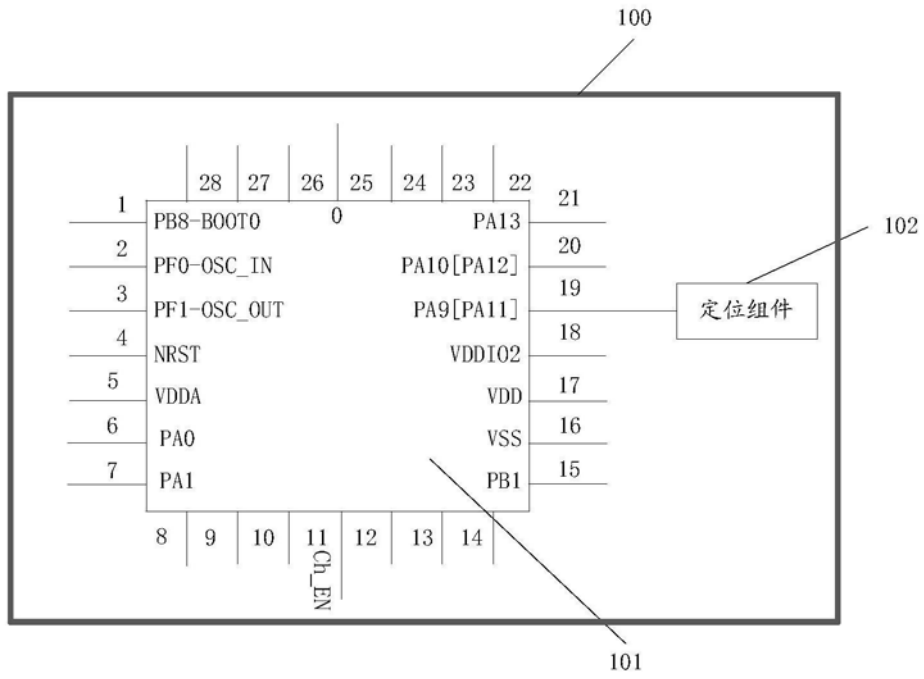 100
28 27 26 25 24 23 22
0
1 PB8-BOOT0 PA13 21
2 PF0-OSC_IN PA10[PA12] 20
102
3 PF1-OSC_OUT PA9[PA11] 19
定位组件
4 NRST VDDIO2 18
5 VDDA VDD 17
6 PA0 VSS 16
7 PA1 PB1 15
8 9 10 11 12 13 14
Ch_EN
101